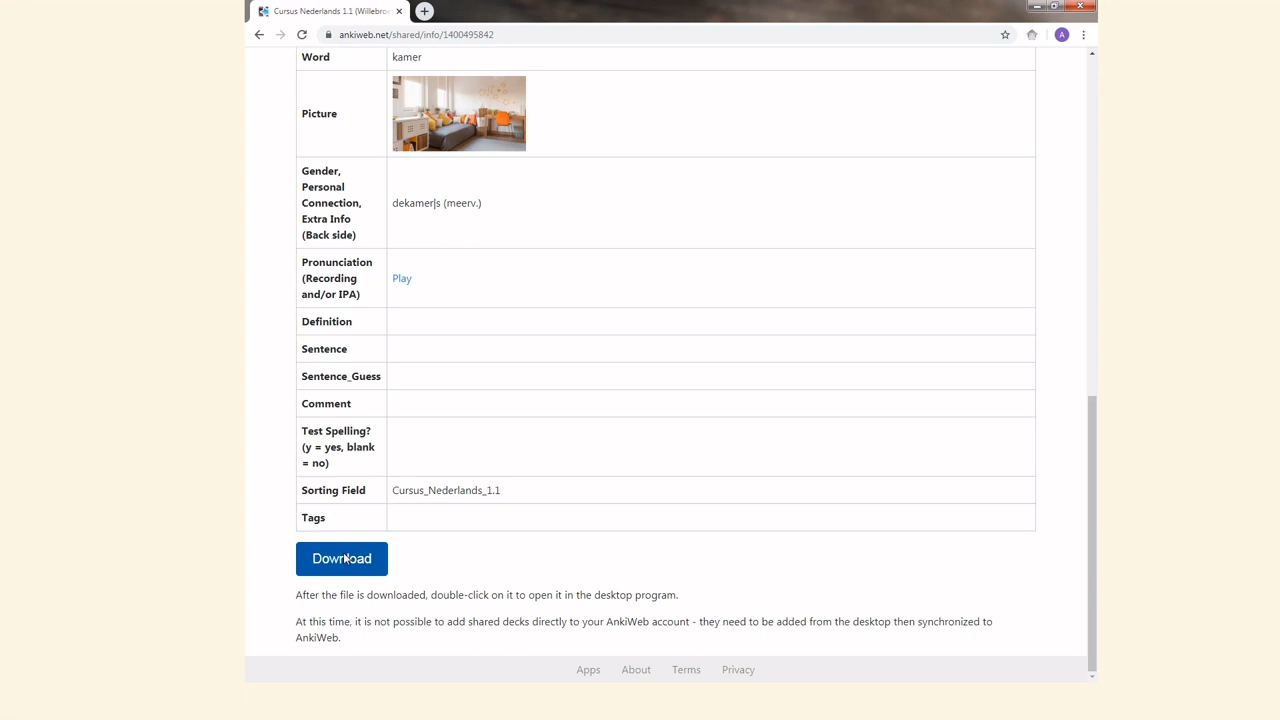 Cursus Nederlands 1.1 (Willebro
ankiweb.net/shared/info/1400495842
A
Word kamer
Picture
Gender,
Personal
Connection,
Extra Info
(Back side)
dekamer|s (meerv.)
Pronunciation
(Recording
and/or IPA)
Play
Definition
Sentence
Sentence_Guess
Comment
Test Spelling?
(y = yes, blank
= no)
Sorting Field Cursus_Nederlands_1.1
Tags
Download
After the file is downloaded, double-click on it to open it in the desktop program.
At this time, it is not possible to add shared decks directly to your AnkiWeb account - they need to be added from the desktop then synchronized to
AnkiWeb.
Apps About Terms Privacy